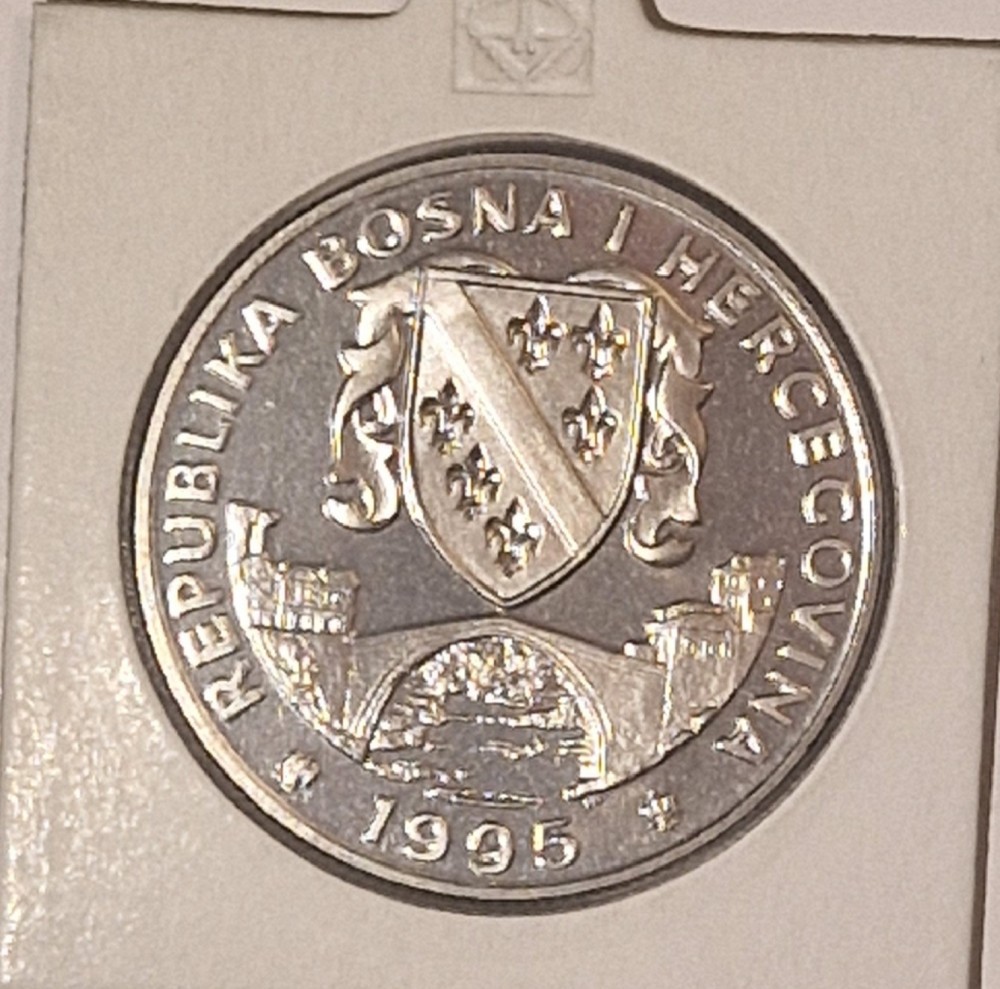 REPUBLIKA BOSNA I HERCEGOVINA
1995